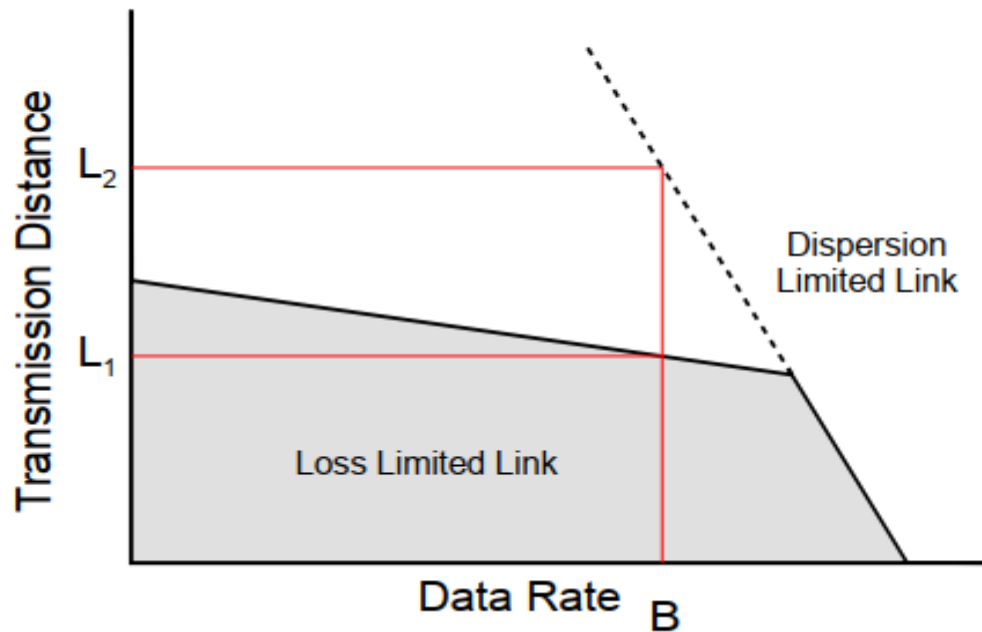 Transmission Distance
L2
L1
Dispersion
Limited Link
Loss Limited Link
Data Rate
B